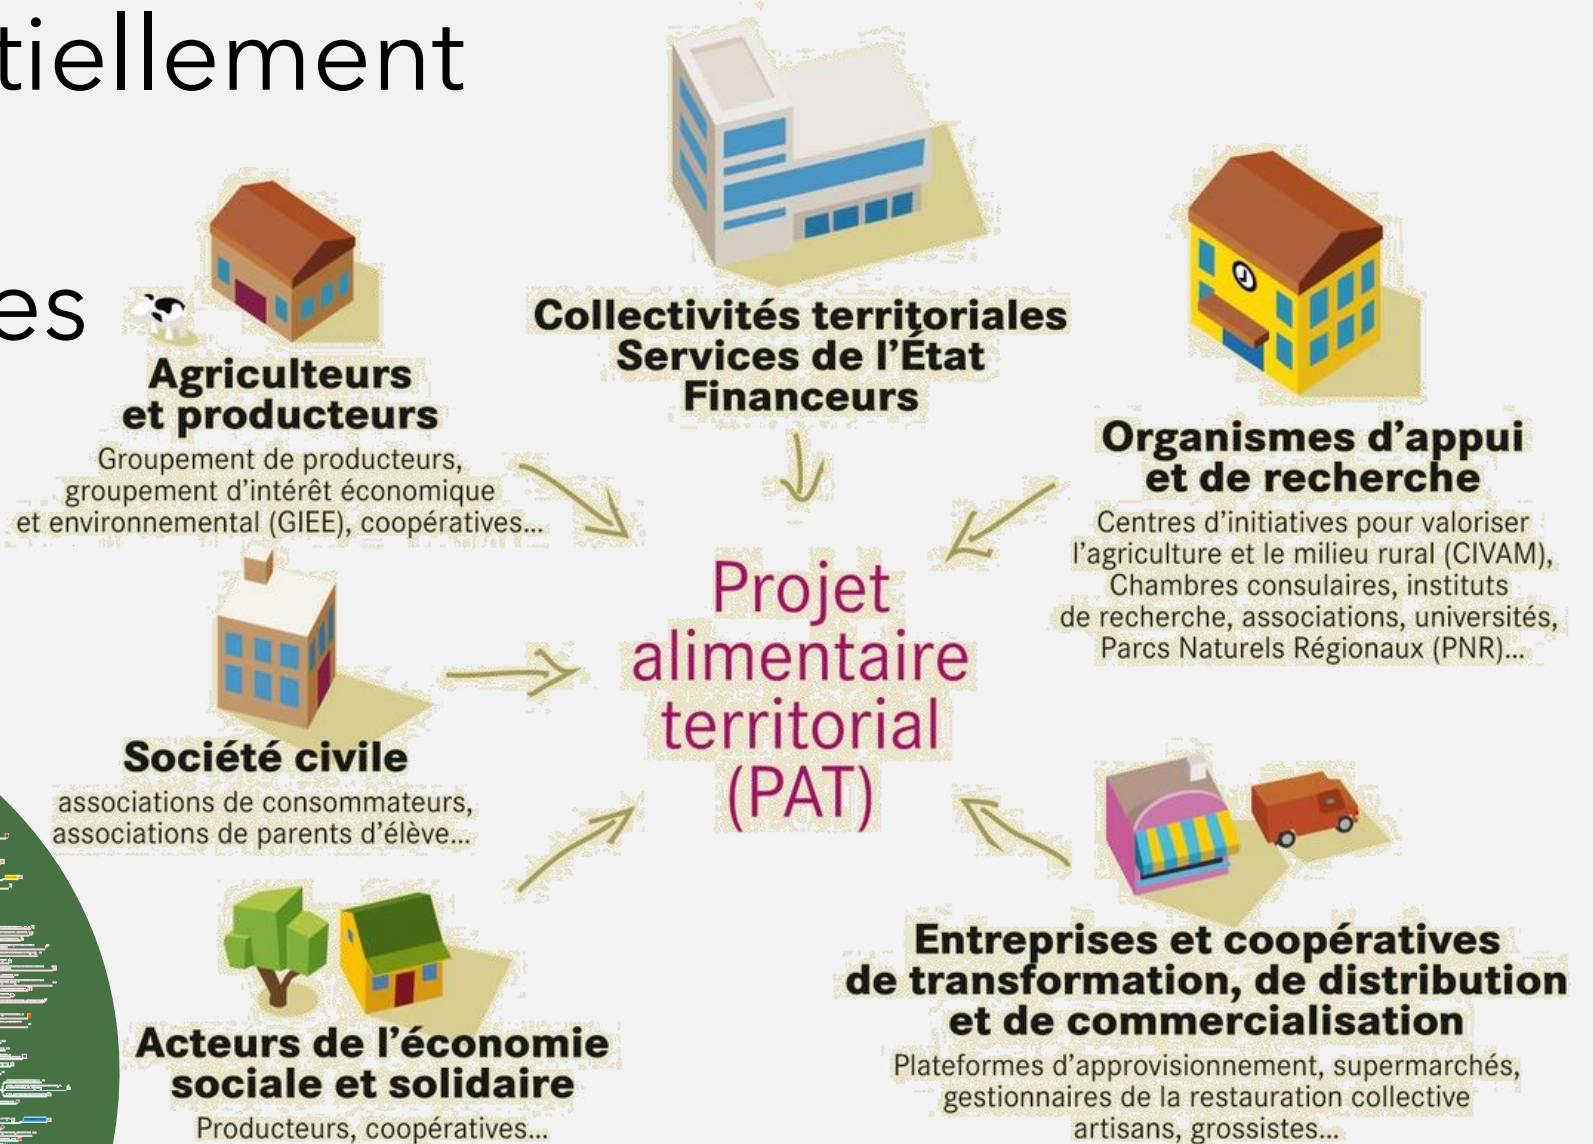 tiellement
es
Collectivités territoriales
Services de l'État
Financeurs
Agriculteurs
et producteurs
Groupement de producteurs,
groupement d'intérêt économique
et environnemental (GIEE), coopératives...
Organismes d'appui
et de recherche
Centres d'initiatives pour valoriser
l'agriculture et le milieu rural (CIVAM),
Chambres consulaires, instituts
de recherche, associations, universités,
Parcs Naturels Régionaux (PNR)...
Projet
alimentaire
territorial
(PAT)
Société civile
associations de consommateurs,
associations de parents d'élève...
Acteurs de l'économie
sociale et solidaire
Producteurs, coopératives...
Entreprises et coopératives
de transformation, de distribution
et de commercialisation
Plateformes d'approvisionnement, supermarchés,
gestionnaires de la restauration collective
artisans, grossistes...